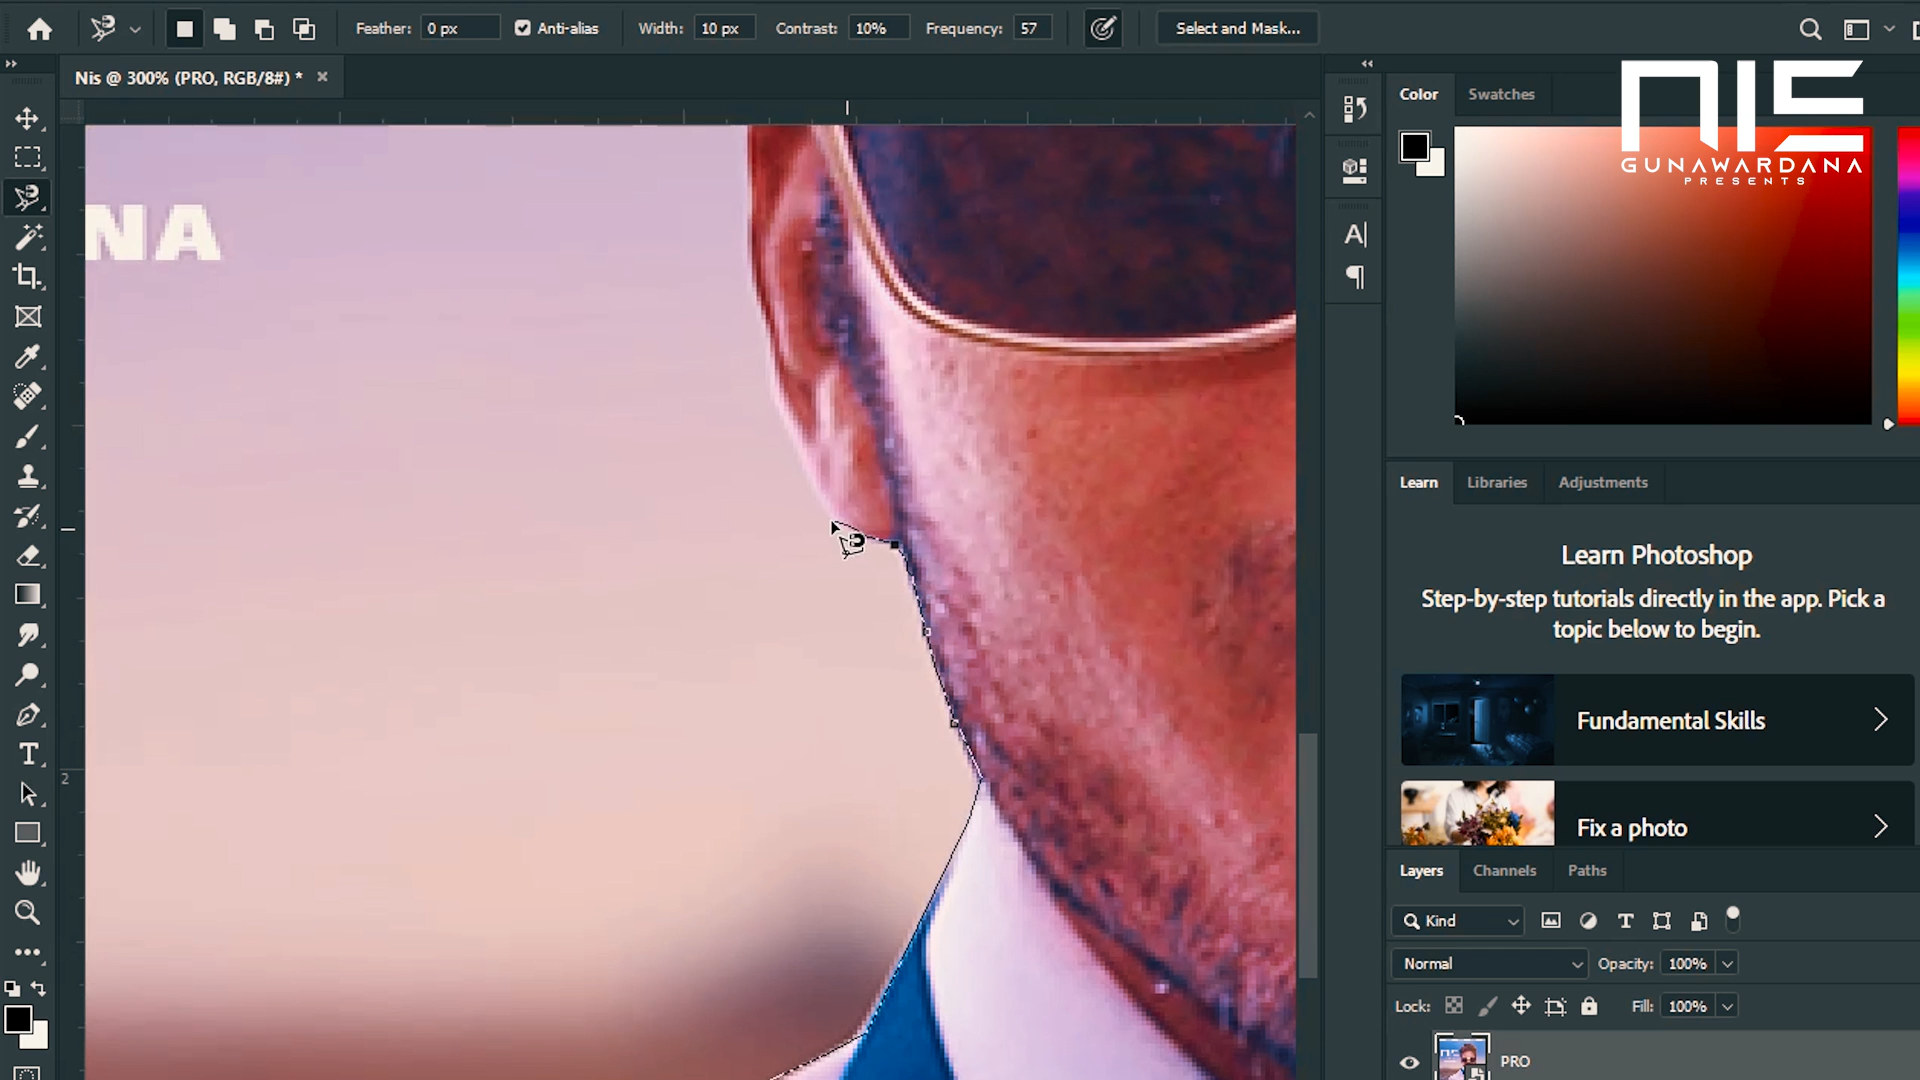 Feather: 0 px Anti-alias Width: 10 px Contrast: 10% Frequency: 57 Select and Mask...
Nis @ 300% (PRO, RGB/8#) *
NIS
GUNAWARDANA
PRESENTS
Color Swatches
NA
2
Learn Libraries Adjustments
Learn Photoshop
Step-by-step tutorials directly in the app. Pick a
topic below to begin.
Fundamental Skills
Fix a photo
Layers Channels Paths
Kind
Normal Opacity: 100%
Lock: Fill: 100%
PRO